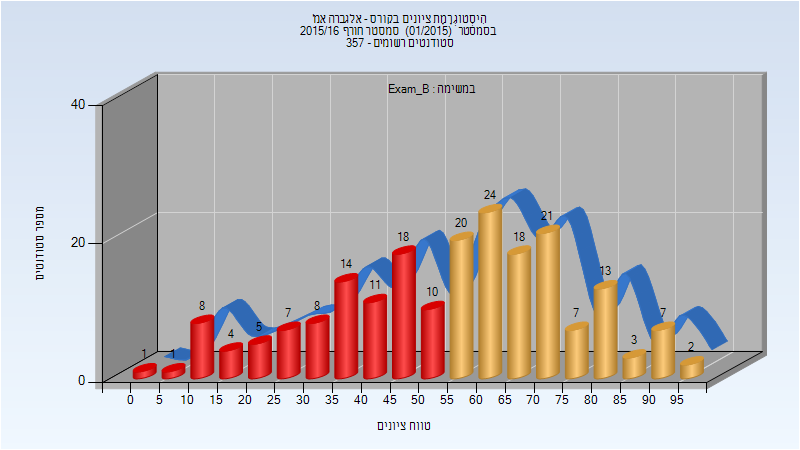 היסטוגרמת ציונים בקורס - אלגברה אמ'
בסמסטר (01/2015) סמסטר חורף 2015/16
סטודנטים רשומים - 357
במשימה : Exam_B
מספר סטודנטים
40
20
0
1 1 8 4 5 7 8 14 11 18 10 20 24 18 21 7 13 3 7 2
0 5 10 15 20 25 30 35 40 45 50 55 60 65 70 75 80 85 90 95
טווח ציונים